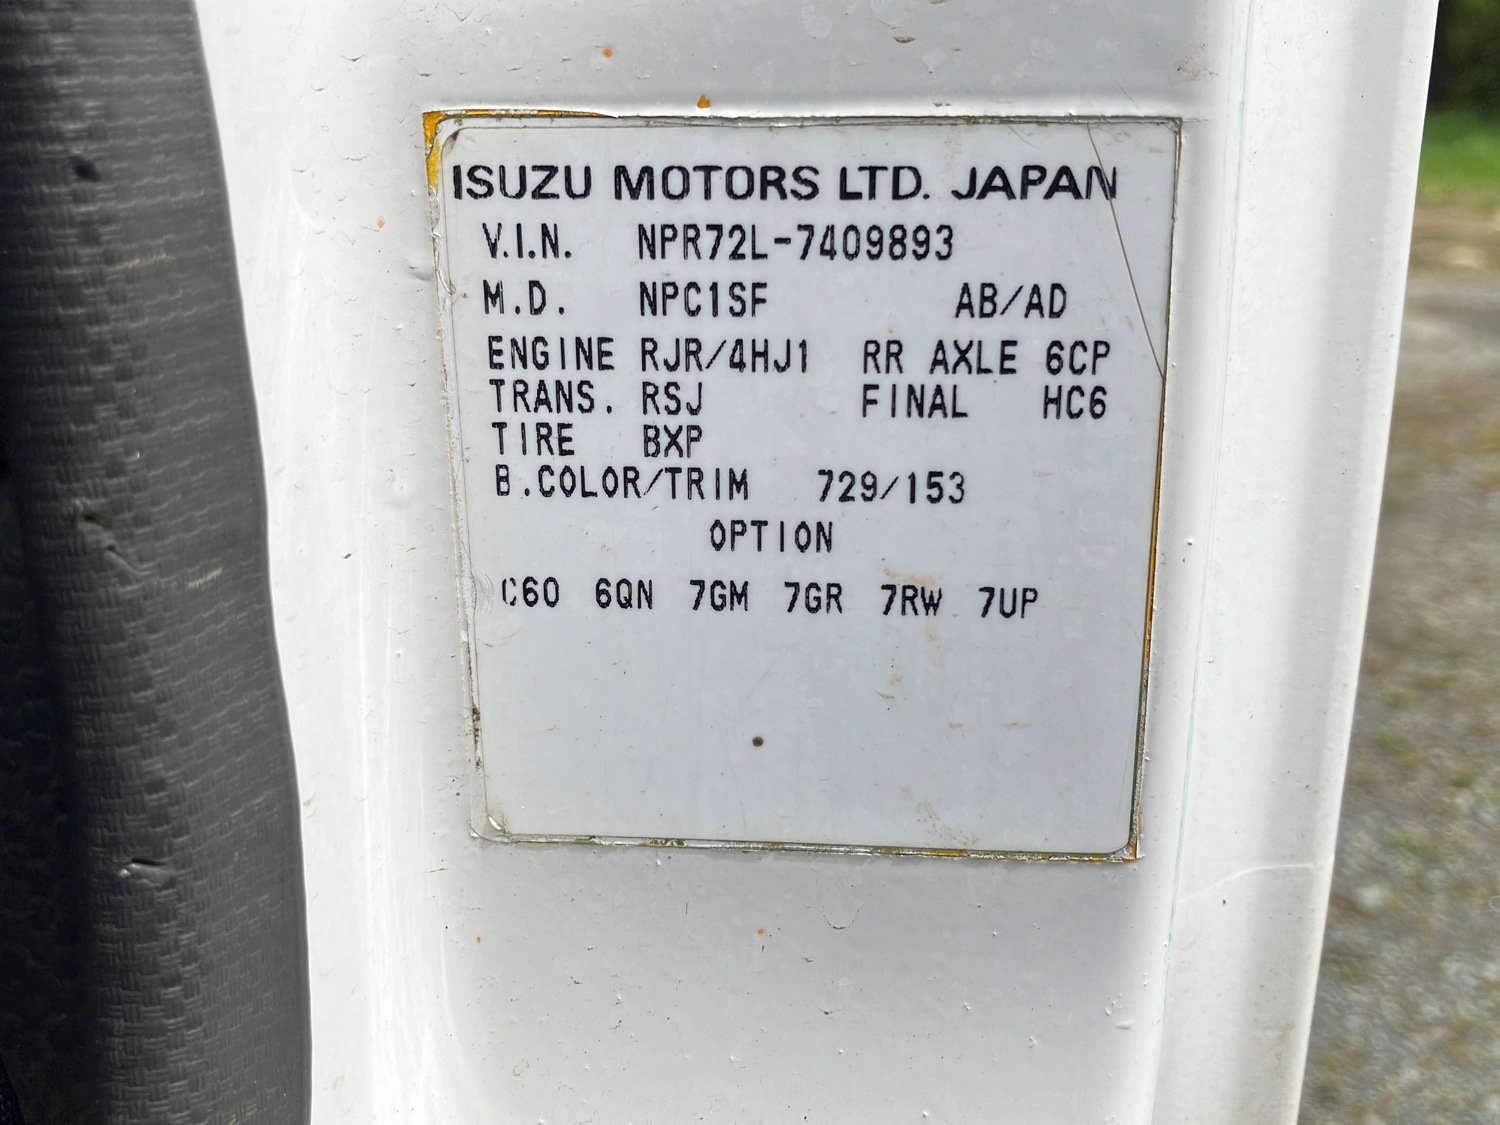 ISUZU MOTORS LTD. JAPAN
V.I.N. NPR72L-7409893
M.D. NPC1SF AB/AD
ENGINE RJR/4HJ1 RR AXLE 6CP
TRANS. RSJ FINAL HC6
TIRE BXP
B.COLOR/TRIM 729/153
OPTION
C60 6QN 7GM 7GR 7RW 7UP